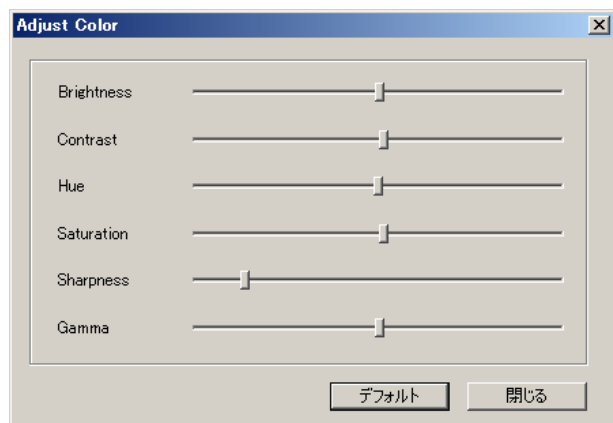 Adjust Color
Brightness
Contrast
Hue
Saturation
Sharpness
Gamma
デフォルト 閉じる